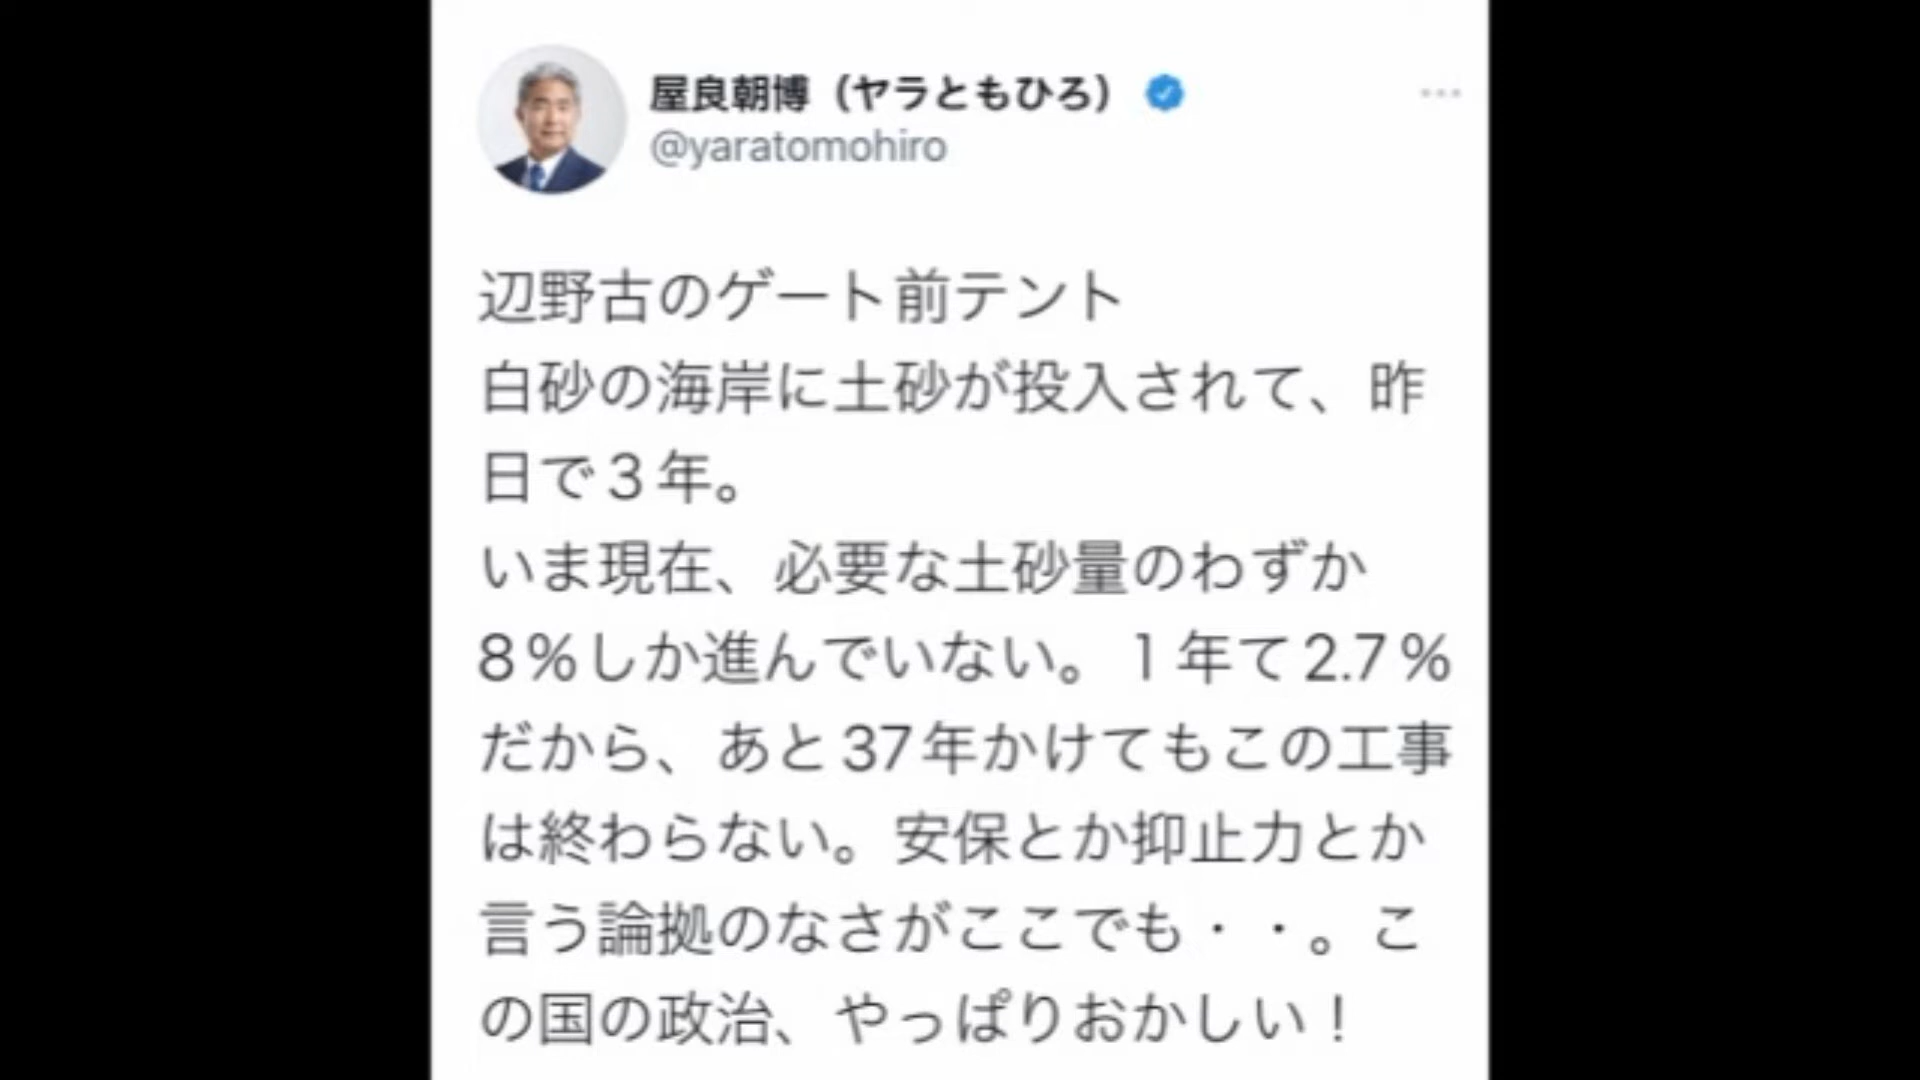 屋良朝博（ヤラともひろ）
@yaratomohiro
辺野古のゲート前テント
白砂の海岸に土砂が投入されて、昨
日で３年。
いま現在、必要な土砂量のわずか
8％しか進んでいない。１年て2.7％
だから、あと37年かけてもこの工事
は終わらない。安保とか抑止力とか
言う論拠のなさがここでも・・。こ
の国の政治、やっぱりおかしい！